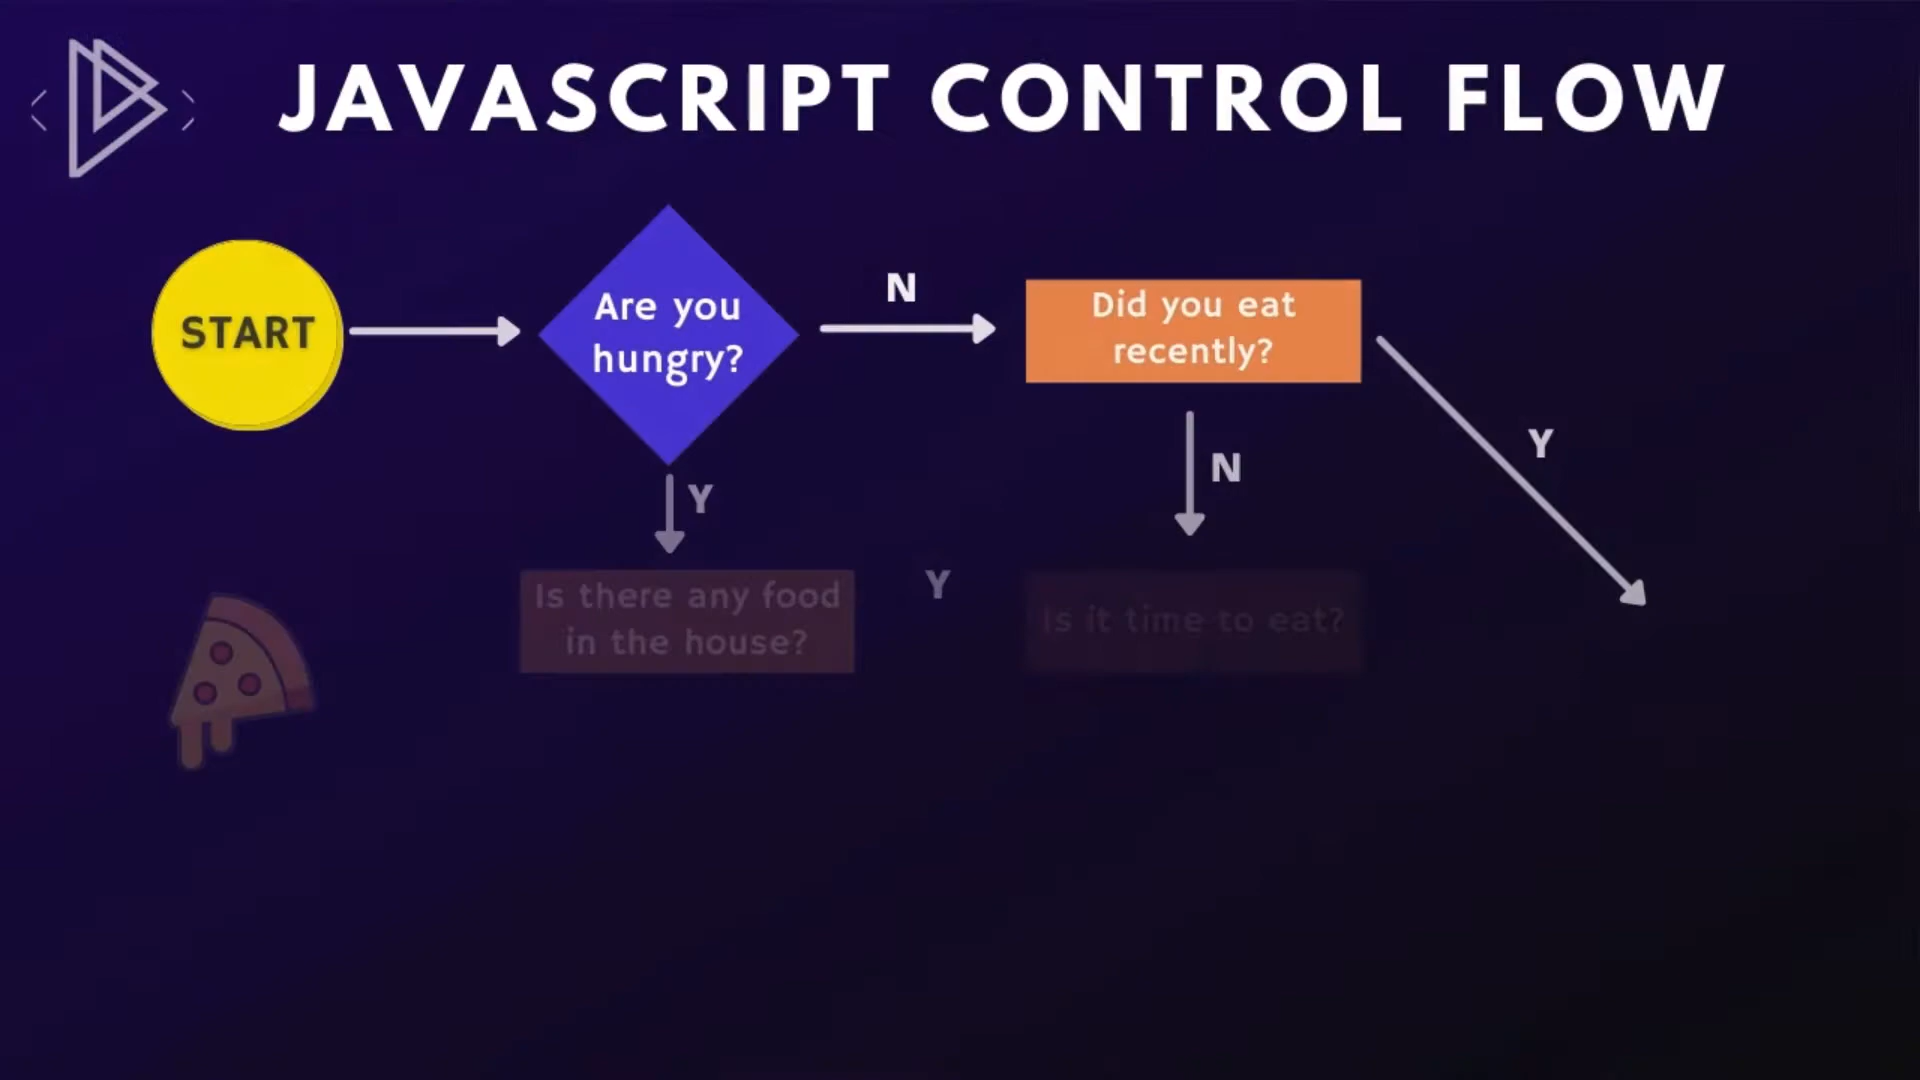 JAVASCRIPT CONTROL FLOW
START
Are you
hungry?
N
Did you eat
recently?
Y
N
Y
Is there any food
in the house?
Y
Is it time to eat?